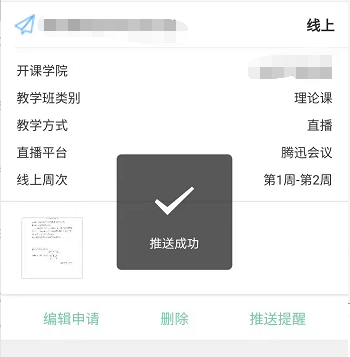 线上
开课学院
教学班类别 理论课
教学方式 直播
直播平台 腾迅会议
线上周次 第1周-第2周
推送成功
编辑申请 删除 推送提醒